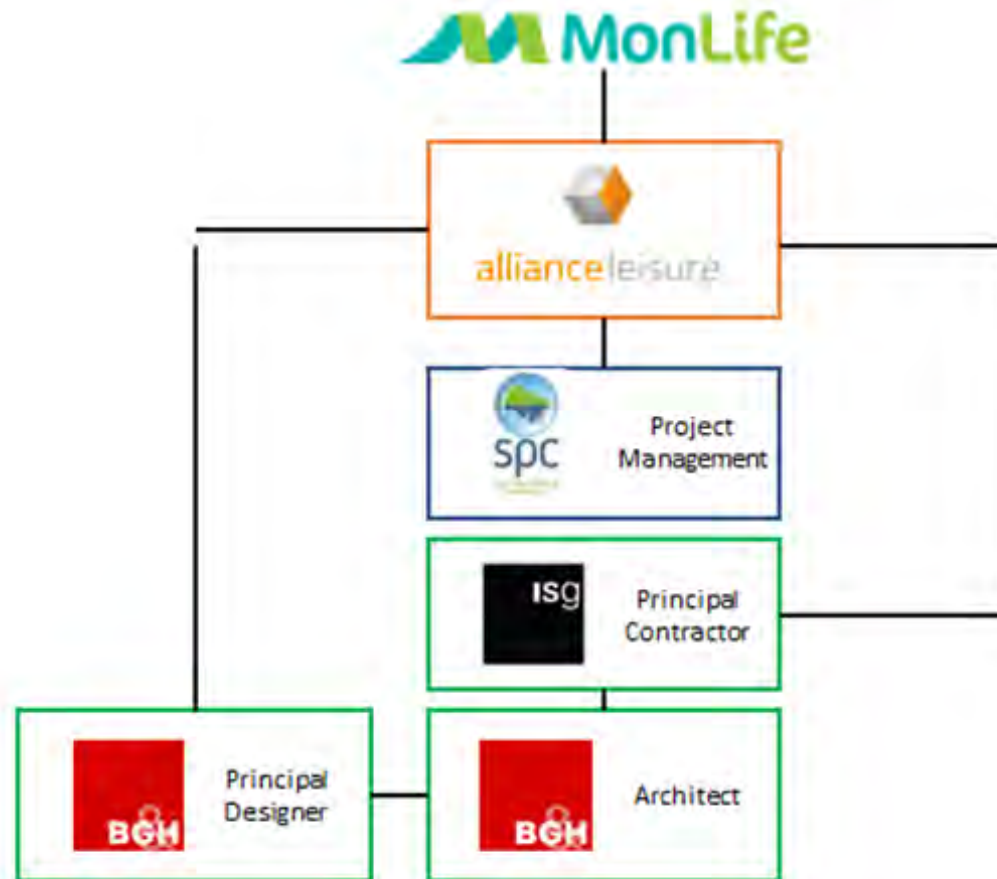 MonLife
allianceleisure
spc
Project
Management
ISG
Principal
Contractor
Principal
Designer
BGH
Architect
BGH